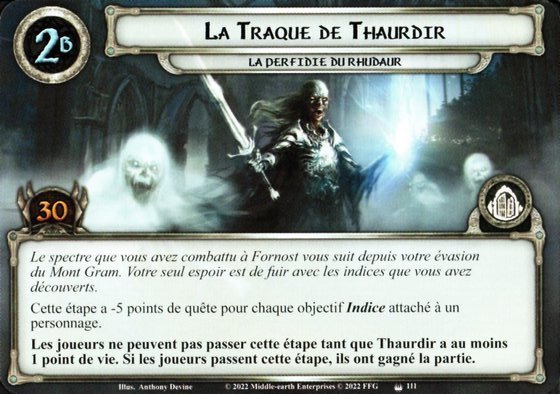 2B
LA TRAQUE DE THAURDIR
LA PERFIDIE DU RHUDAUR
30
Le spectre que vous avez combattu à Fornost vous suit depuis votre évasion
du Mont Gram. Votre seul espoir est de fuir avec les indices que vous avez
découverts.
Cette étape a -5 points de quête pour chaque objectif Indice attaché à un
personnage.
Les joueurs ne peuvent pas passer cette étape tant que Thaurdir a au moins
1 point de vie. Si les joueurs passent cette étape, ils ont gagné la partie.
Illus. Anthony Devine © 2022 Middle-earth Enterprises © 2022 FFG 111